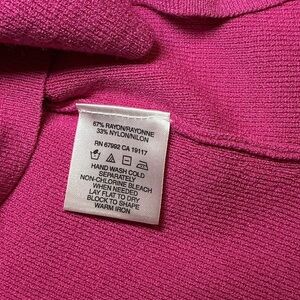 67% RAYON/RAYONNE
33% NYLON/NILON
RN 67992 CA 19117
HAND WASH COLD
SEPARATELY
NON-CHLORINE BLEACH
WHEN NEEDED
LAY FLAT TO DRY
BLOCK TO SHAPE
WARM IRON